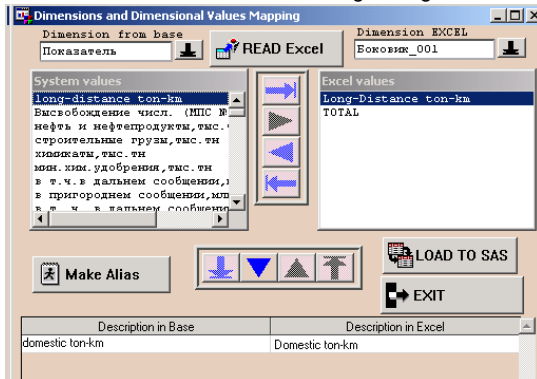 Dimensions and Dimensional Values Mapping
Dimension from base
Показатель
READ Excel
Dimension EXCEL
Боковик_001
System values
long-distance ton-km
Высвобождение числ. (МПС №
нефть и нефтепродукты,тыс.
строительные грузы,тыс.тн
химикаты,тыс.тн
мин.хим.удобрения,тыс.тн
в т.ч.в дальнем сообщении,
в пригороднем сообщении,млн
в т. ч. в дальнем сообщении
Excel values
Long-Distance ton-km
TOTAL
Make Alias
LOAD TO SAS
EXIT
Description in Base
Description in Excel
domestic ton-km
Domestic ton-km